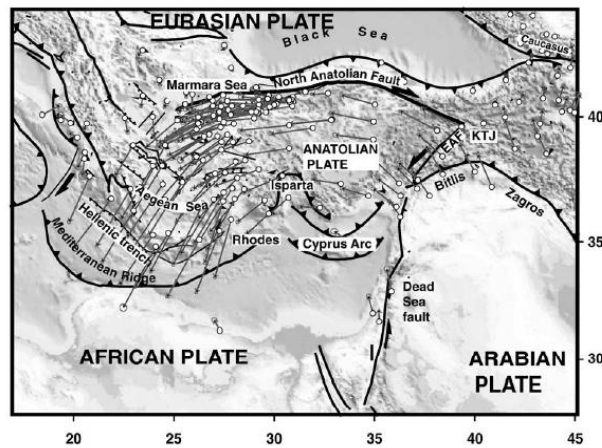 EURASIAN PLATE
Black Sea
Caucasus
Marmara Sea
North Anatolian Fault
40
KTJ
EAF
ANATOLIAN
PLATE
Isparta
Bitlis
Zagros
Aegean Sea
Hellenic trench
Mediterranean Ridge
Rhodes
Cyprus Arc
Dead
Sea
fault
AFRICAN PLATE
ARABIAN
PLATE
30
20
25
30
35
40
45